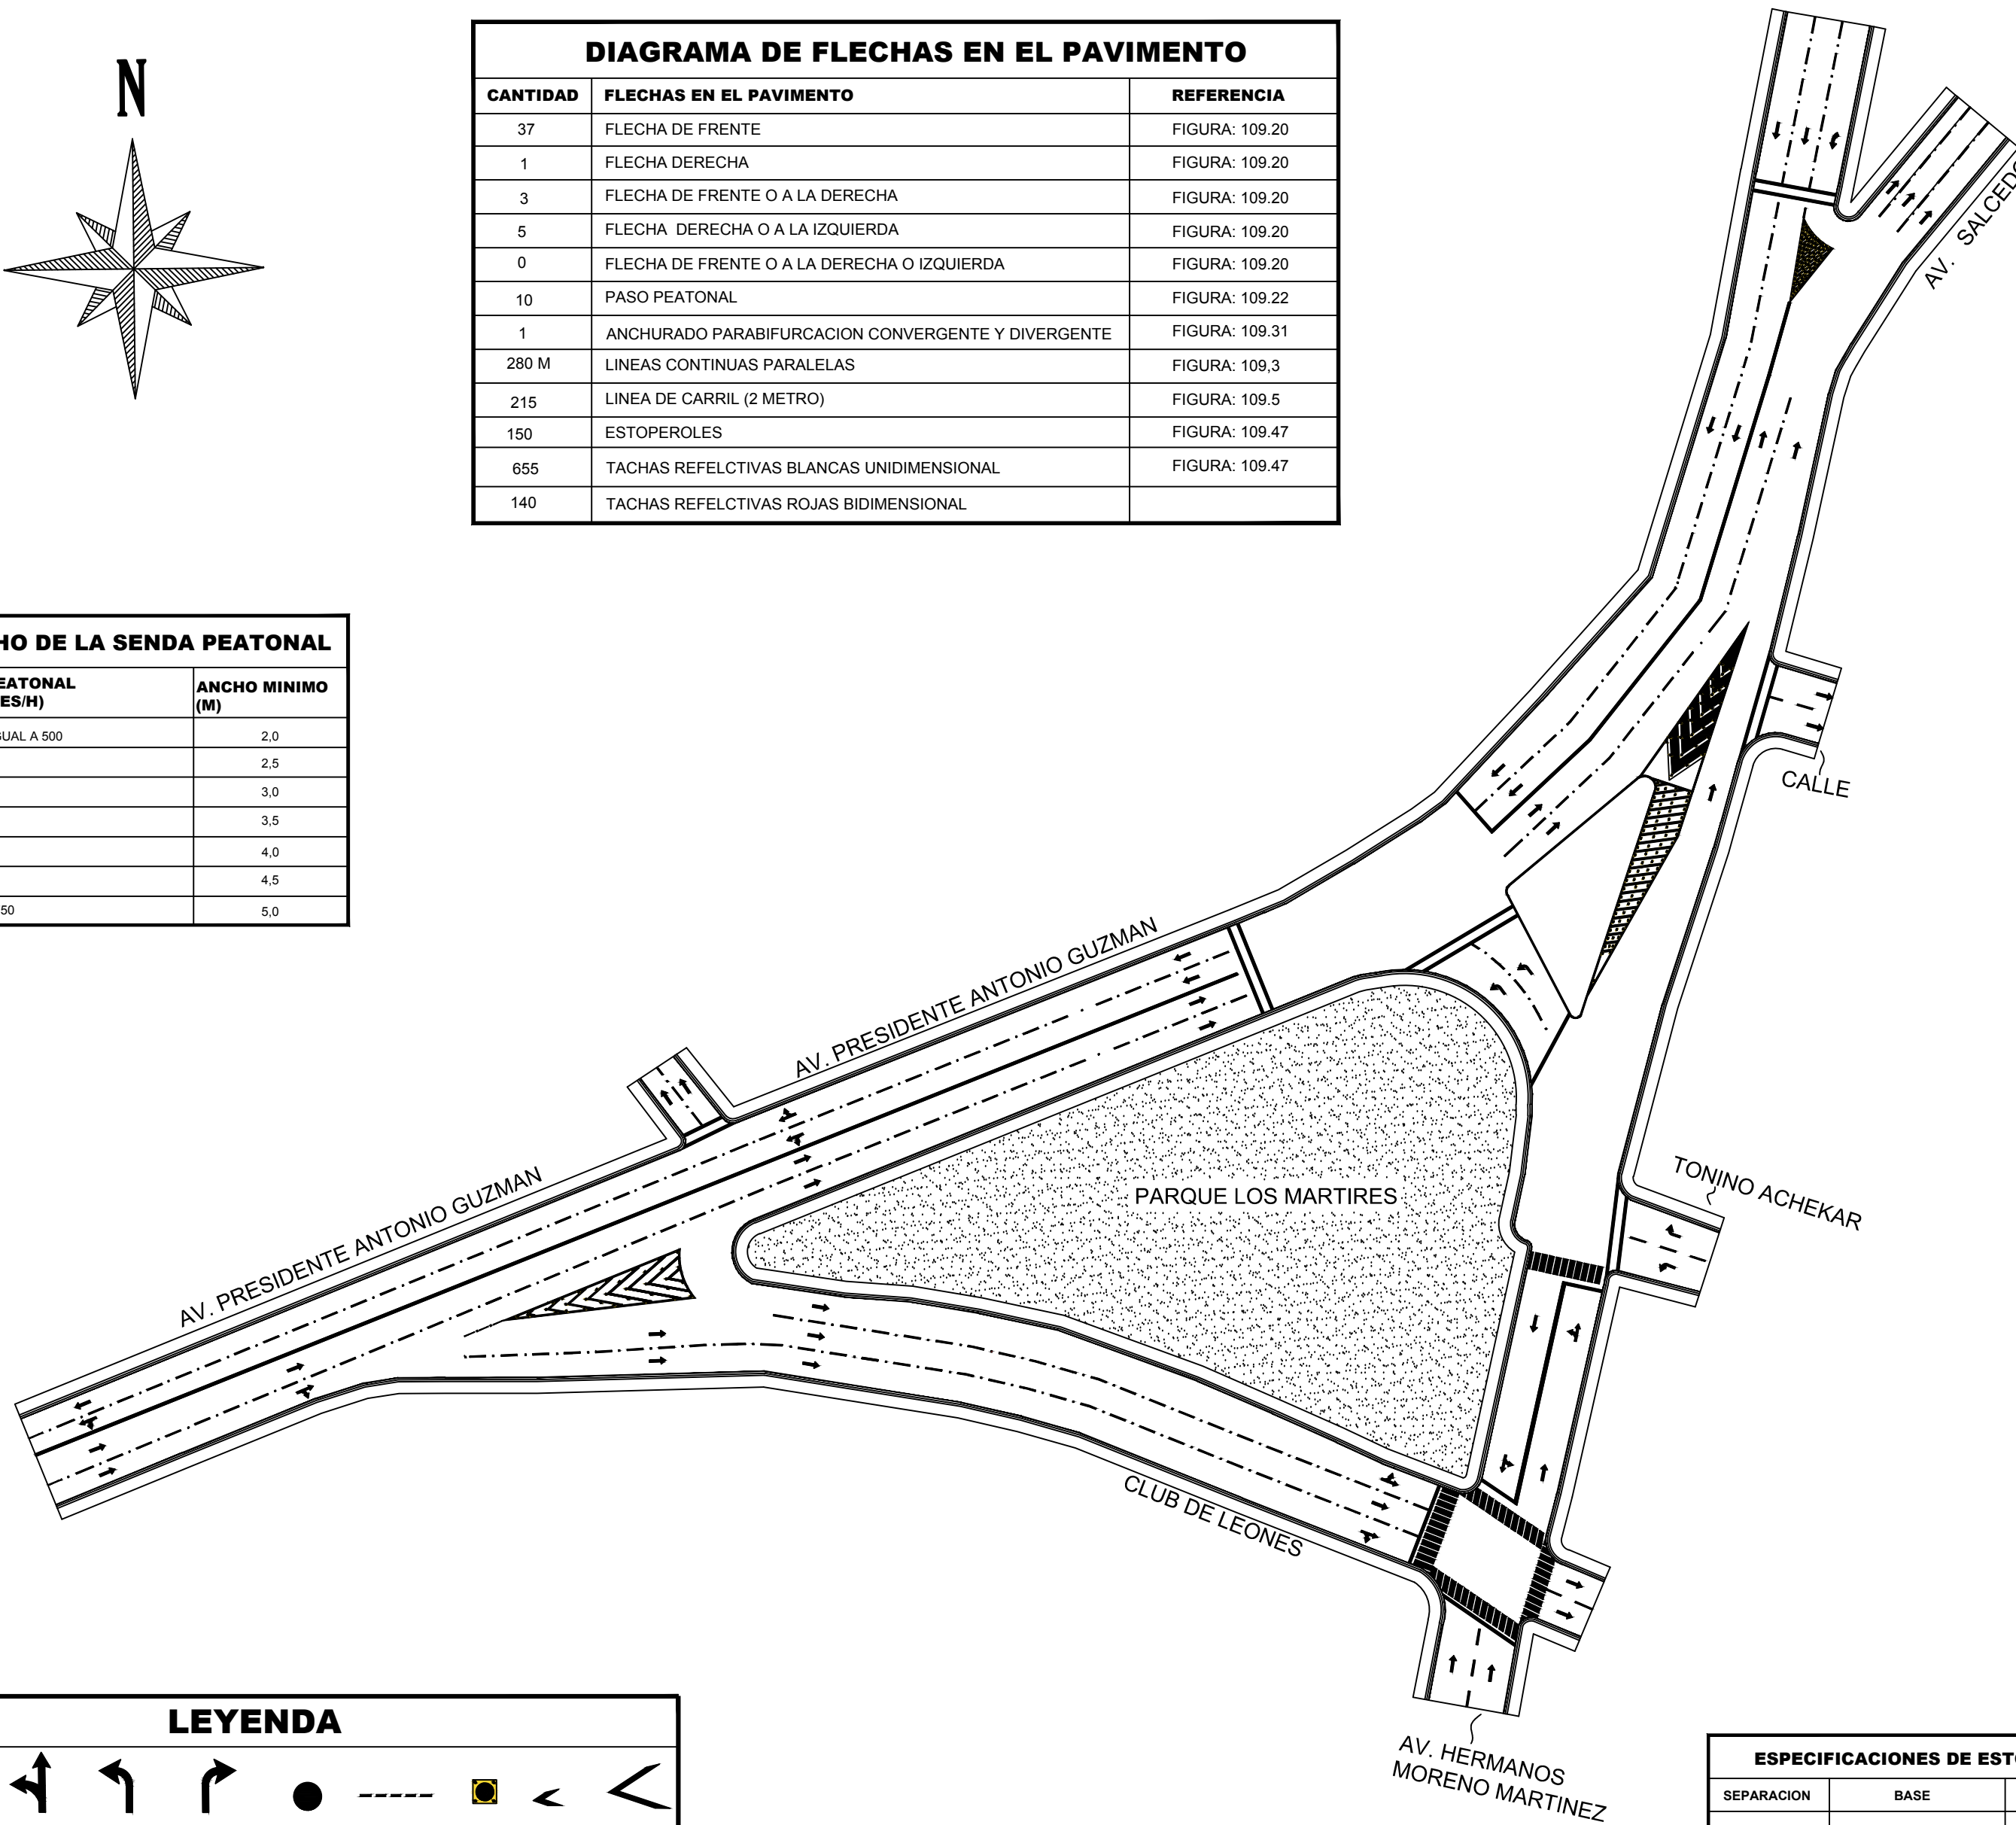 N
DIAGRAMA DE FLECHAS EN EL PAVIMENTO
CANTIDAD FLECHAS EN EL PAVIMENTO REFERENCIA
37 FLECHA DE FRENTE FIGURA: 109.20
1 FLECHA DERECHA FIGURA: 109.20
3 FLECHA DE FRENTE O A LA DERECHA FIGURA: 109.20
5 FLECHA DERECHA O A LA IZQUIERDA FIGURA: 109.20
0 FLECHA DE FRENTE O A LA DERECHA O IZQUIERDA FIGURA: 109.20
10 PASO PEATONAL FIGURA: 109.22
1 ANCHURADO PARABIFURCACION CONVERGENTE Y DIVERGENTE FIGURA: 109.31
280 M LINEAS CONTINUAS PARALELAS FIGURA: 109,3
215 LINEA DE CARRIL (2 METRO) FIGURA: 109.5
150 ESTOPEROLES FIGURA: 109.47
655 TACHAS REFELCTIVAS BLANCAS UNIDIMENSIONAL FIGURA: 109.47
140 TACHAS REFELCTIVAS ROJAS BIDIMENSIONAL
HO DE LA SENDA PEATONAL
EATONAL
ES/H)
ANCHO MINIMO
(M)
GUAL A 500 2,0
2,5
3,0
3,5
4,0
4,5
50 5,0
AV. SALCEDO
CALLE
AV. PRESIDENTE ANTONIO GUZMAN
AV. PRESIDENTE ANTONIO GUZMAN
PARQUE LOS MARTIRES
TONINO ACHEKAR
CLUB DE LEONES
AV. HERMANOS
MORENO MARTINEZ
LEYENDA
ESPECIFICACIONES DE EST
SEPARACION BASE